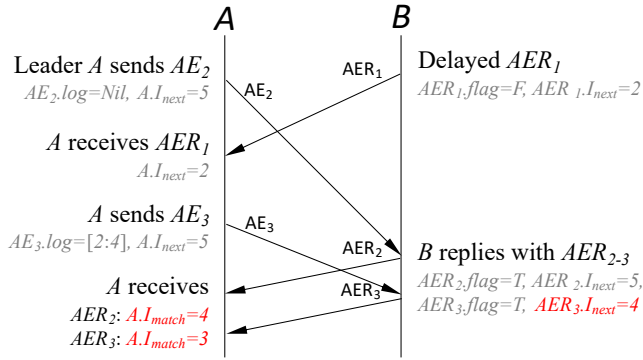 A
B
Leader A sends AE2
AE2.log=Nil, A.Inext=5
AE2
AER1
Delayed AER1
AER1.flag=F, AER 1.Inext=2
A receives AER1
A.Inext=2
A sends AE3
AE3.log=[2:4], A.Inext=5
AE3
AER2
B replies with AER2-3
AER2.flag=T, AER 2.Inext=5,
AER3.flag=T, AER3.Inext=4
AER3
A receives
AER2: A.Imatch=4
AER3: A.Imatch=3